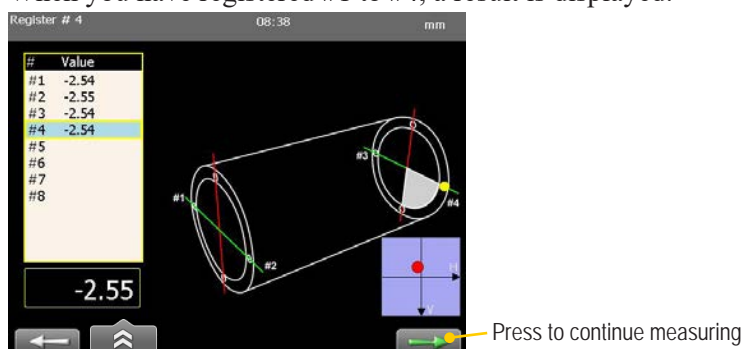 When you have registered #1 to #4, a result is displayed.
Register # 4 08:38 mm
# Value
#1 -2.54
#2 -2.55
#3 -2.54
#4 -2.54
#5
#6
#7
#8
#1
#2
#3
#4
H
V
-2.55
Press to continue measuring